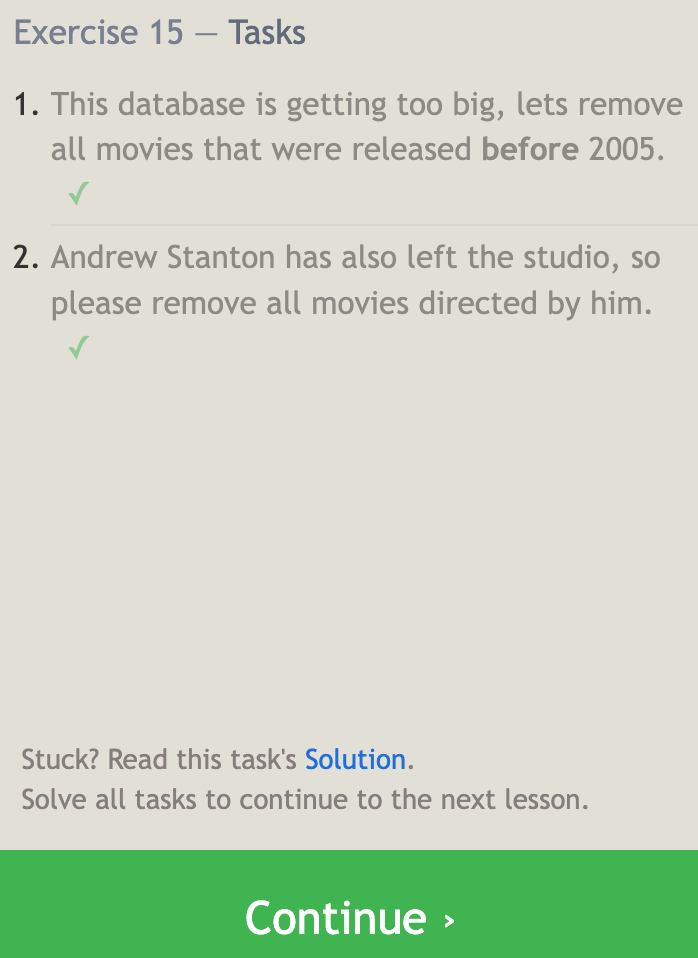 Exercise 15 — Tasks
1. This database is getting too big, lets remove
all movies that were released before 2005.
✓
2. Andrew Stanton has also left the studio, so
please remove all movies directed by him.
✓
Stuck? Read this task's Solution.
Solve all tasks to continue to the next lesson.
Continue ›